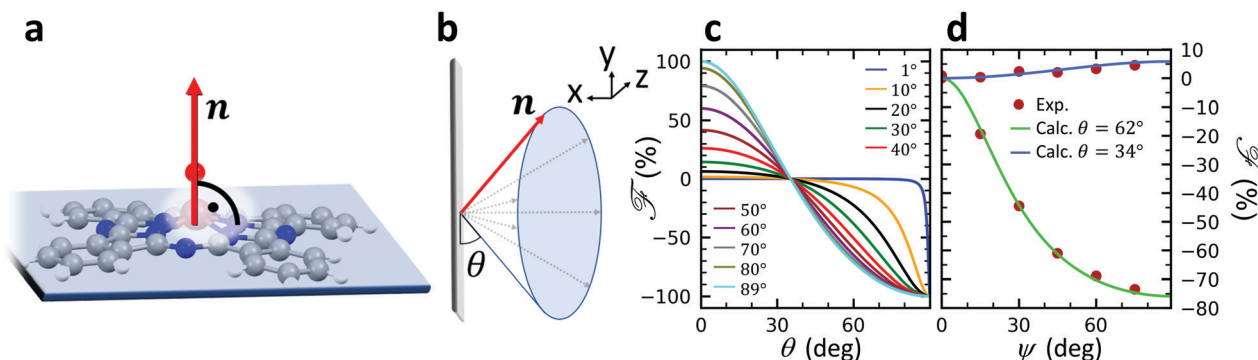 a
n
b
y
x
z
n
θ
c
100
50
0
−50
−100
ℱ (%)
1°
10°
20°
30°
40°
50°
60°
70°
80°
89°
0
60
θ (deg)
d
10
0
−10
−20
−30
−40
−50
−60
−70
−80
ℱ (%)
Exp.
Calc. θ = 62°
Calc. θ = 34°
0
30
60
ψ (deg)